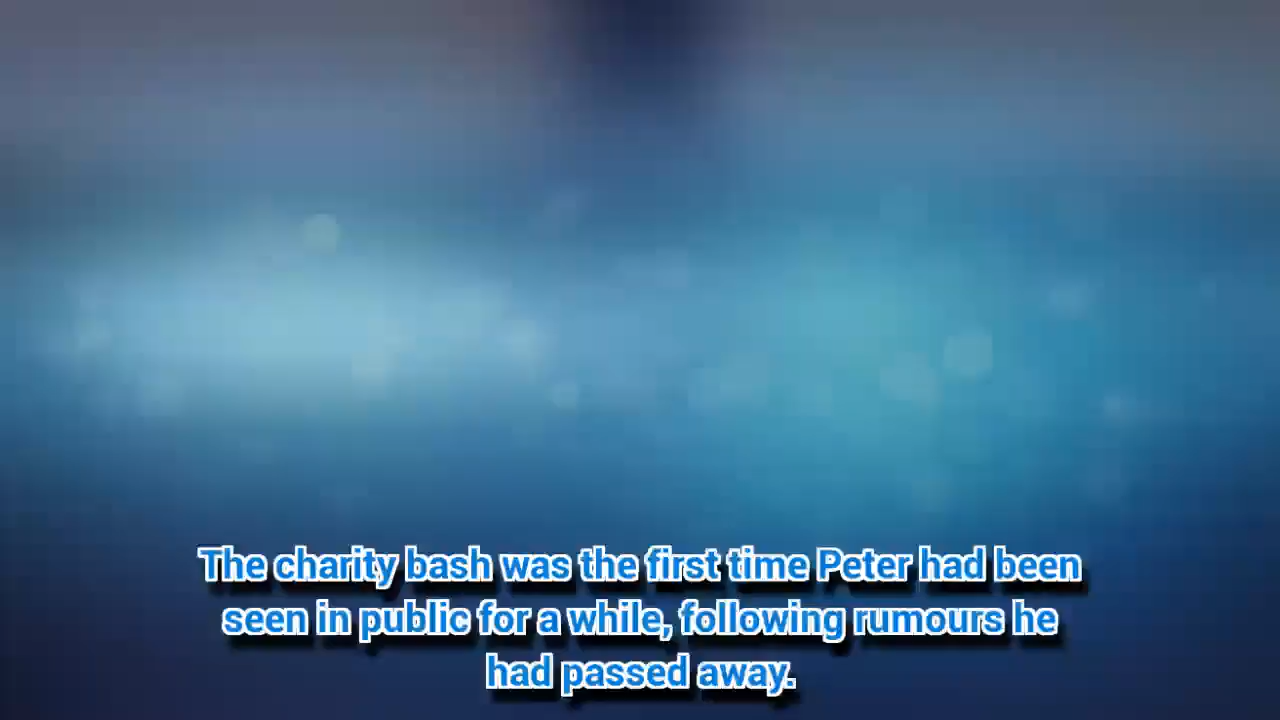 The charity bash was the first time Peter had been
seen in public for a while, following rumours he
had passed away.